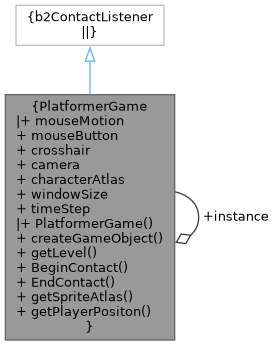 {b2ContactListener
||}
{PlatformerGame
|+ mouseMotion
+ mouseButton
+ crosshair
+ camera
+ characterAtlas
+ windowSize
+ timeStep
|+ PlatformerGame()
+ createGameObject()
+ getLevel()
+ BeginContact()
+ EndContact()
+ getSpriteAtlas()
+ getPlayerPositon()
}
+instance